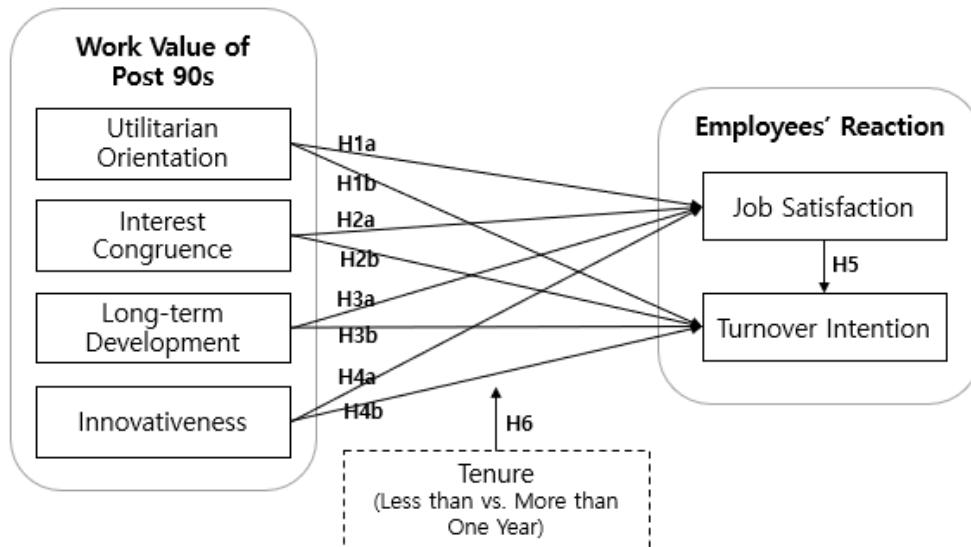 Work Value of
Post 90s
Utilitarian
Orientation
Interest
Congruence
Long-term
Development
Innovativeness
H1a
H1b
H2a
H2b
H3a
H3b
H4a
H4b
Employees' Reaction
Job Satisfaction
H5
Turnover Intention
H6
Tenure
(Less than vs. More than
One Year)